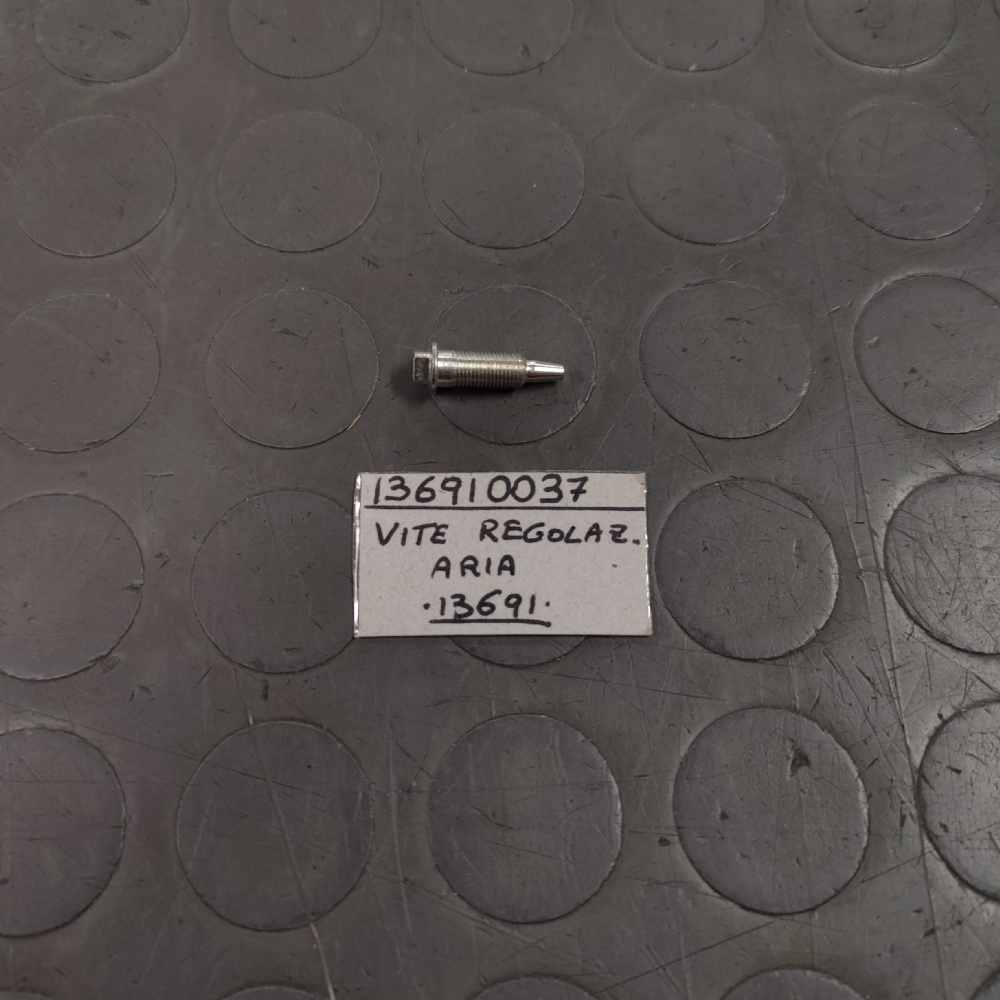 136910037
VITE REGOLAZ.
ARIA
·13691·